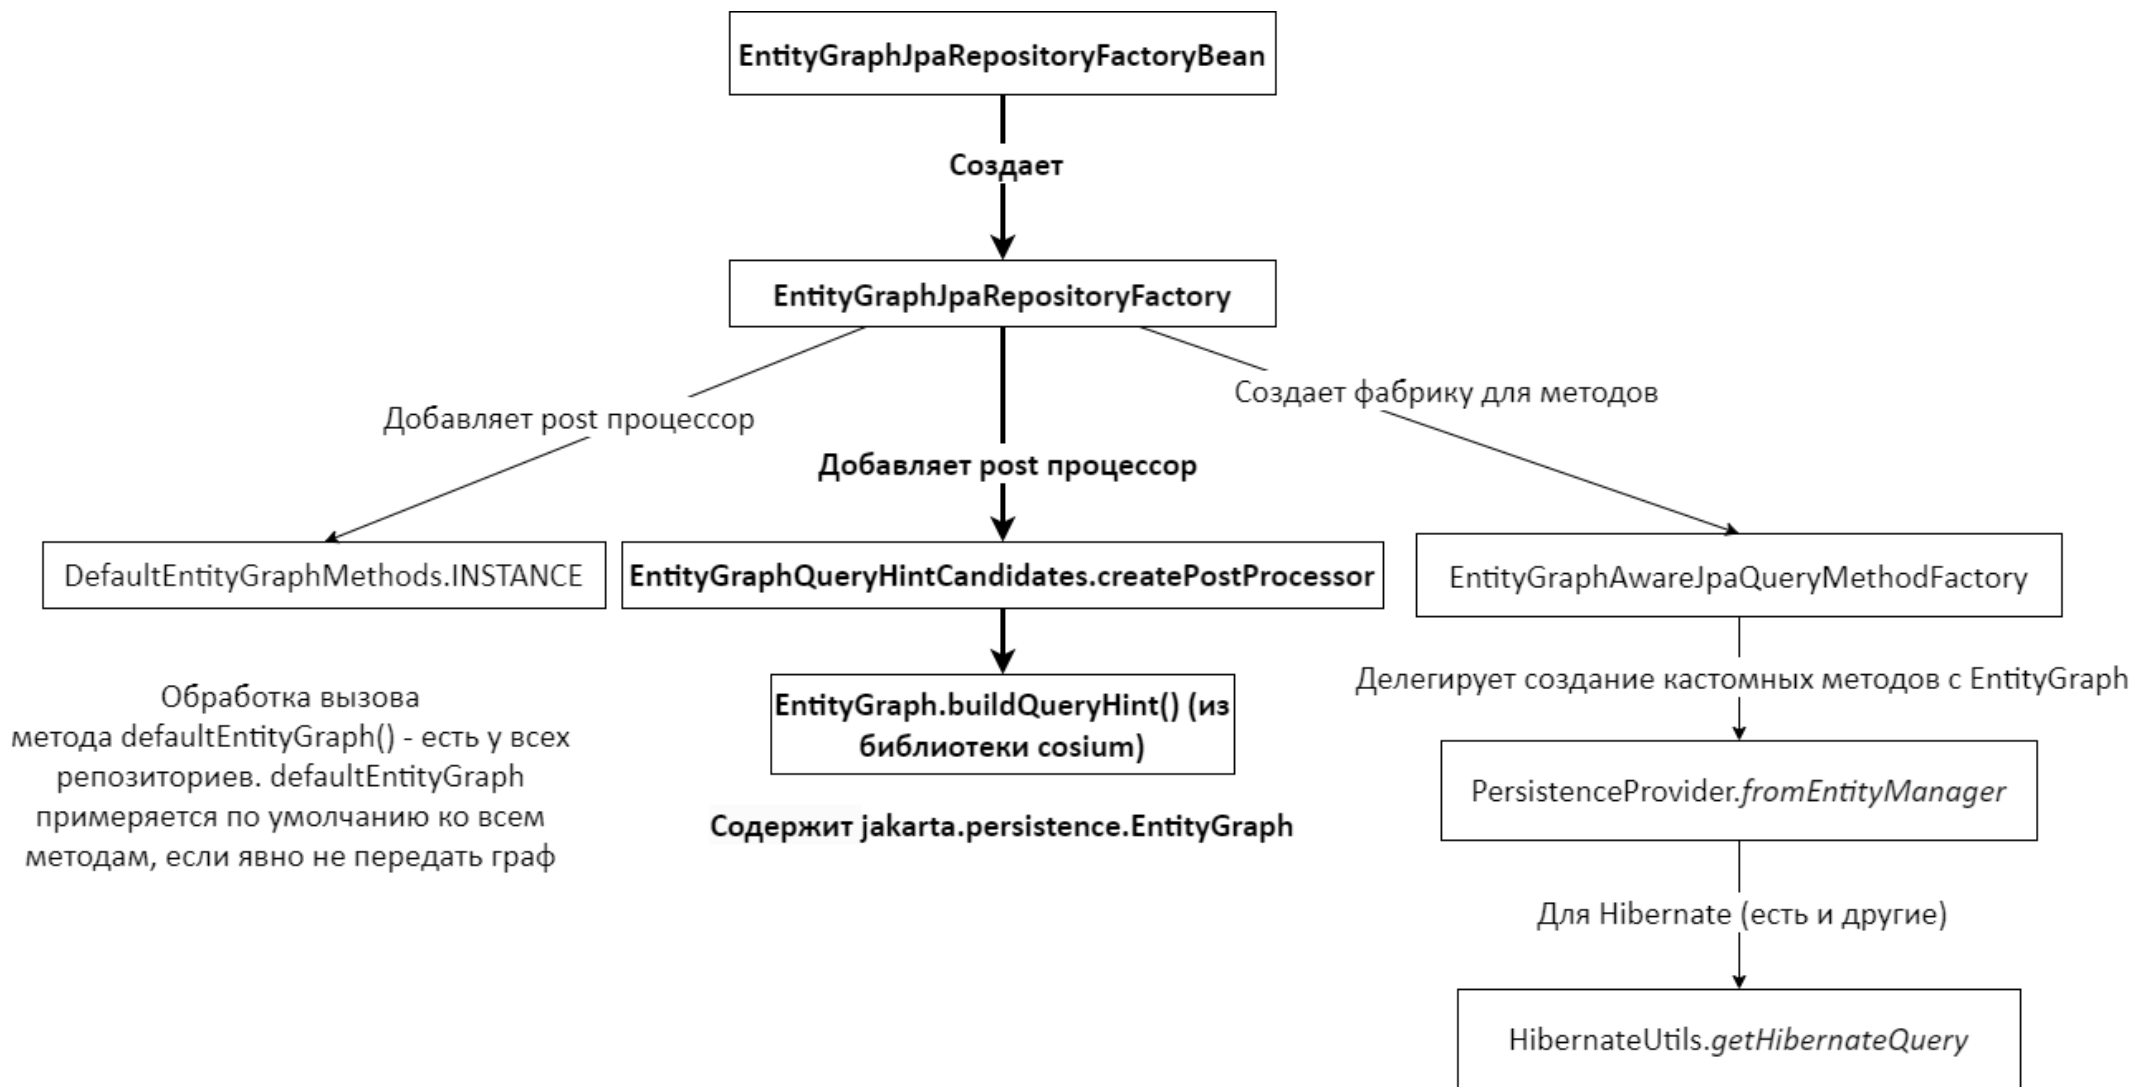 EntityGraphJpaRepositoryFactoryBean
Создает
EntityGraphJpaRepositoryFactory
Добавляет post процессор
Добавляет post процессор
Создает фабрику для методов
DefaultEntityGraphMethods.INSTANCE
EntityGraphQueryHintCandidates.createPostProcessor
EntityGraphAwareJpaQueryMethodFactory
Обработка вызова
метода defaultEntityGraph() - есть у всех
репозиториев. defaultEntityGraph
примеряется по умолчанию ко всем
методам, если явно не передать граф
EntityGraph.buildQueryHint() (из
библиотеки cosium)
Содержит jakarta.persistence.EntityGraph
Делегирует создание кастомных методов с EntityGraph
PersistenceProvider.fromEntityManager
Для Hibernate (есть и другие)
HibernateUtils.getHibernateQuery